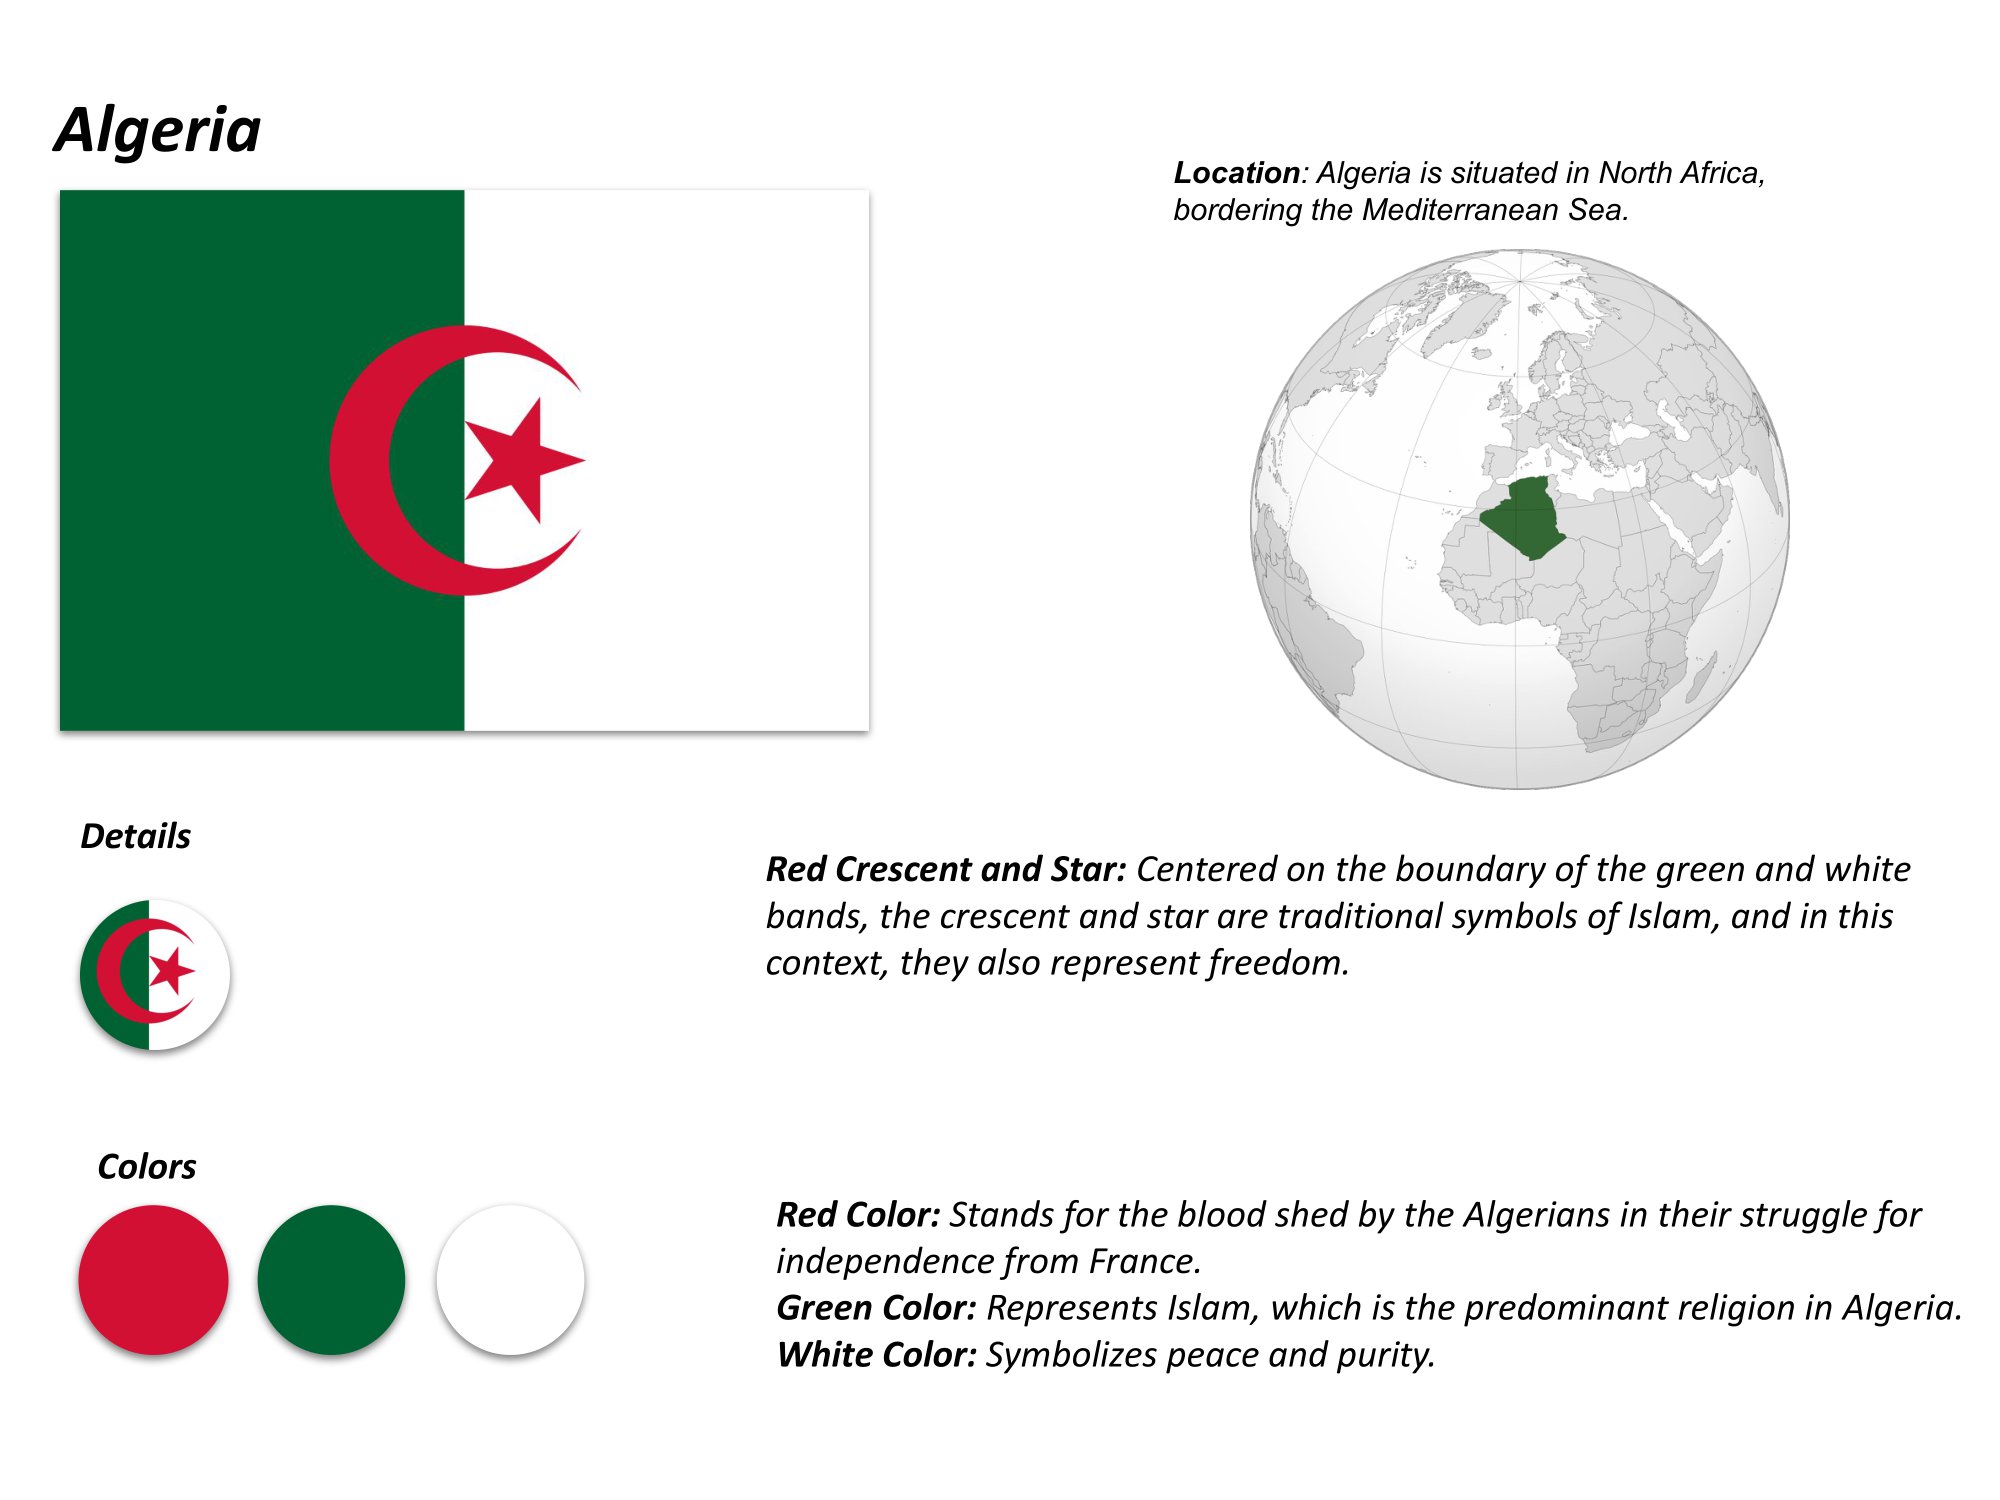 Algeria
Location: Algeria is situated in North Africa,
bordering the Mediterranean Sea.
Details
Red Crescent and Star: Centered on the boundary of the green and white
bands, the crescent and star are traditional symbols of Islam, and in this
context, they also represent freedom.
Colors
Red Color: Stands for the blood shed by the Algerians in their struggle for
independence from France.
Green Color: Represents Islam, which is the predominant religion in Algeria.
White Color: Symbolizes peace and purity.